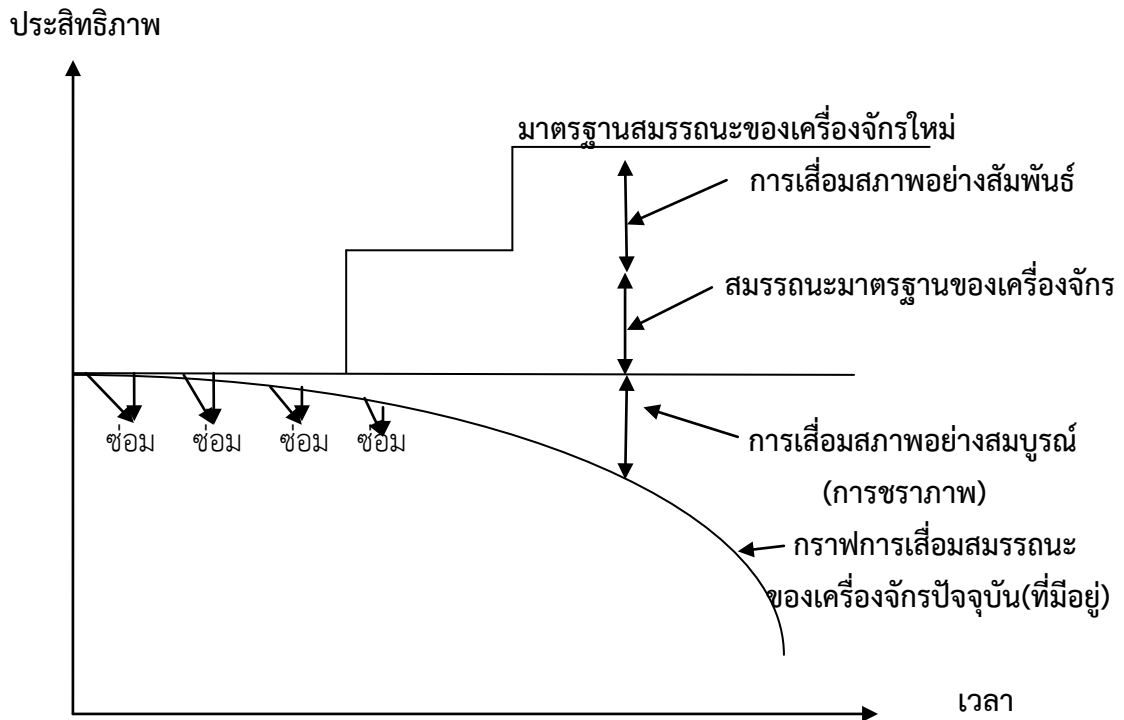 ประสิทธิภาพ
มาตรฐานสมรรถนะของเครื่องจักรใหม่
การเสื่อมสภาพอย่างสัมพันธ์
สมรรถนะมาตรฐานของเครื่องจักร
ซ่อม ซ่อม ซ่อม ซ่อม
การเสื่อมสภาพอย่างสมบูรณ์
(การชราภาพ)
กราฟการเสื่อมสมรรถนะ
ของเครื่องจักรปัจจุบัน(ที่มีอยู่)
เวลา